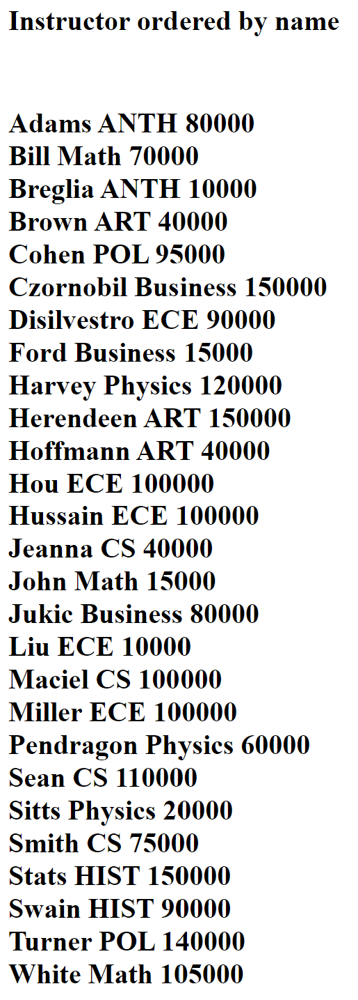 Instructor ordered by name
Adams ANTH 80000
Bill Math 70000
Breglia ANTH 10000
Brown ART 40000
Cohen POL 95000
Czornobil Business 150000
Disilvestro ECE 90000
Ford Business 15000
Harvey Physics 120000
Herendeen ART 150000
Hoffmann ART 40000
Hou ECE 100000
Hussain ECE 100000
Jeanna CS 40000
John Math 15000
Jukic Business 80000
Liu ECE 10000
Maciel CS 100000
Miller ECE 100000
Pendragon Physics 60000
Sean CS 110000
Sitts Physics 20000
Smith CS 75000
Stats HIST 150000
Swain HIST 90000
Turner POL 140000
White Math 105000